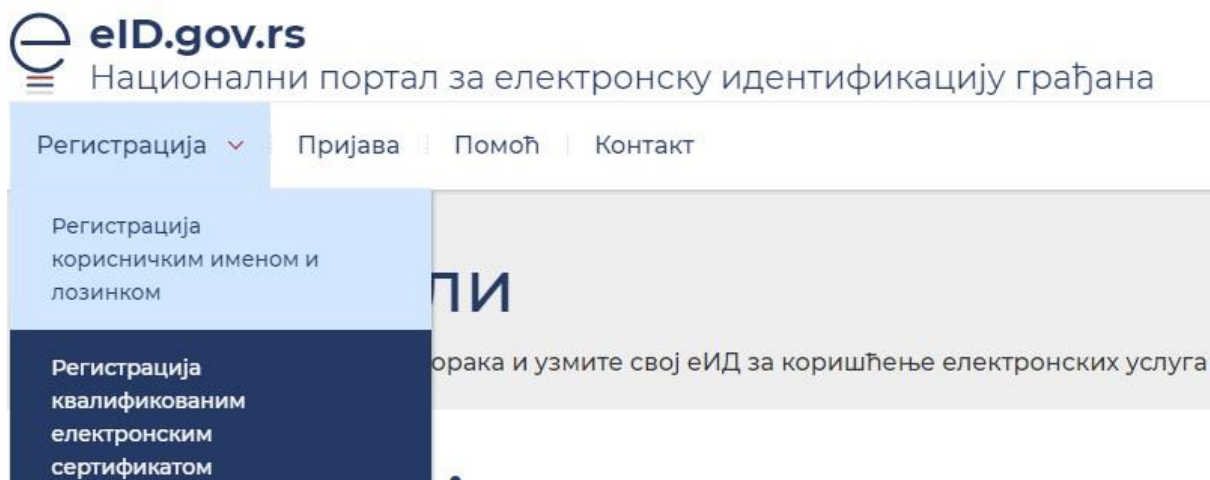 eID.gov.rs
Национални портал за електронску идентификацију грађана
Регистрација Пријава Помоћ Контакт
Регистрација
корисничким именом и
лозинком
ли
орака и узмите свој еИД за коришћење електронских услуга
Регистрација
квалификованим
електронским
сертификатом